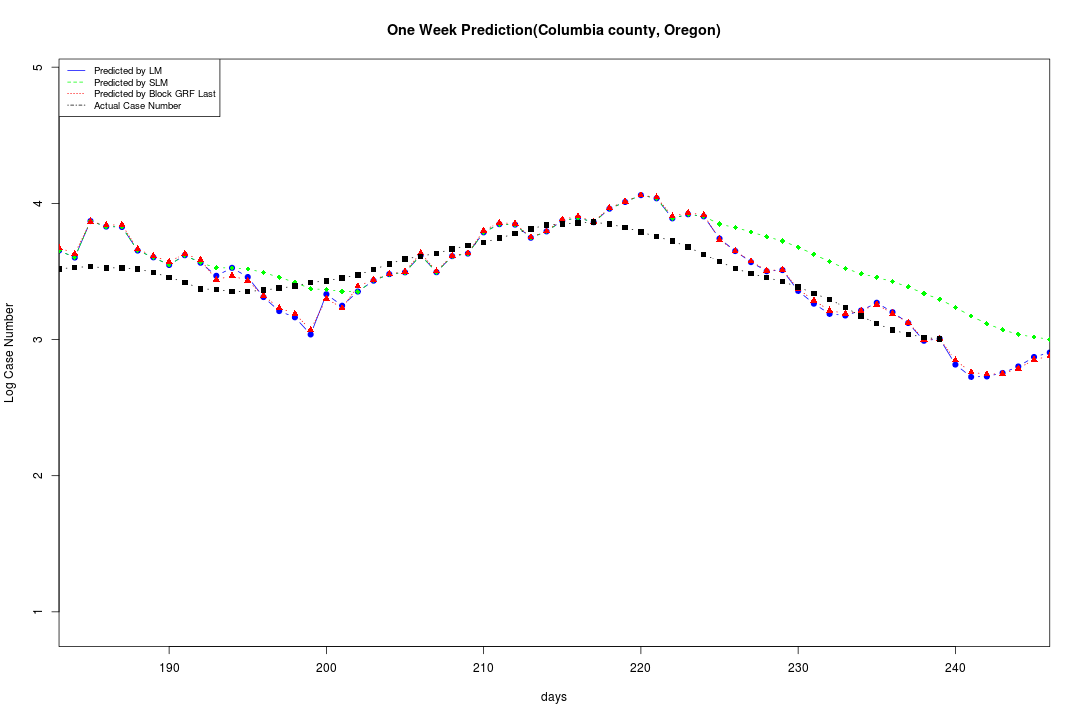 One Week Prediction(Columbia county, Oregon)
Predicted by LM
Predicted by SLM
Predicted by Block GRF Last
Actual Case Number
5
4
3
2
1
Log Case Number
190 200 210 220 230 240
days